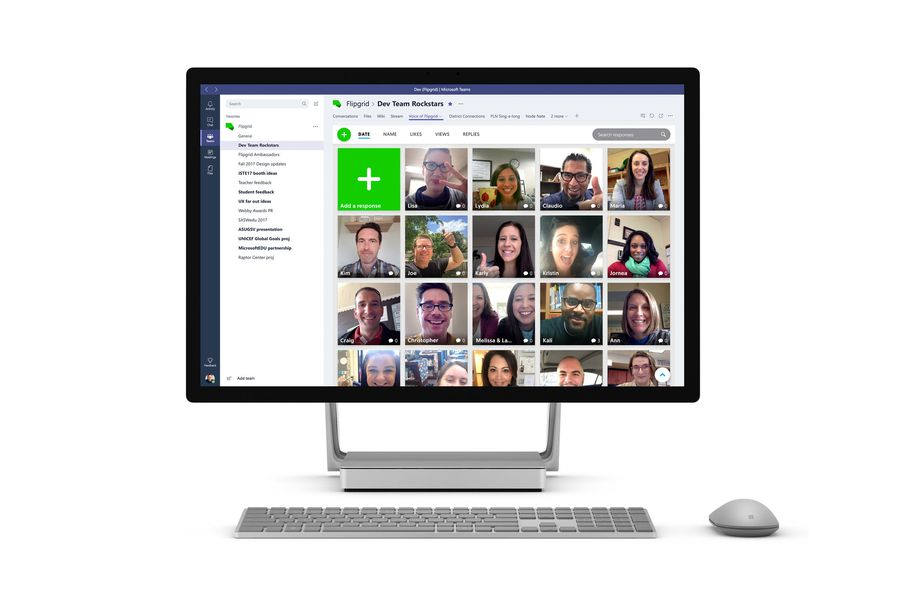 Dev (Flipgrid) | Microsoft Teams
Search
Activity
Chat
Teams
Meetings
Files
Feedback
Favorites
Flipgrid
General
Dev Team Rockstars
Flipgrid Ambassadors
Fall 2017 Design updates
ISTE17 booth ideas
Teacher feedback
Student feedback
UX far out ideas
Webby Awards PR
SXSWedu 2017
ASUGSV presentation
UNICEF Global Goals proj
MicrosoftEDU partnership
Raptor Center proj
Add team
Flipgrid > Dev Team Rockstars
Conversations Files Wiki Stream Voice of Flipgrid District Connections PLN Sing-a-long Node Nate 2 more
DATE NAME LIKES VIEWS REPLIES
Search responses
Add a response
Lisa 0
Lydia 0
Claudio 0
Maria 0
Kim 0
Joe 0
Karly 0
Kristin
Jornea 0
Craig 0
Christopher 0
Melissa & La... 0
Kali
Ann 0